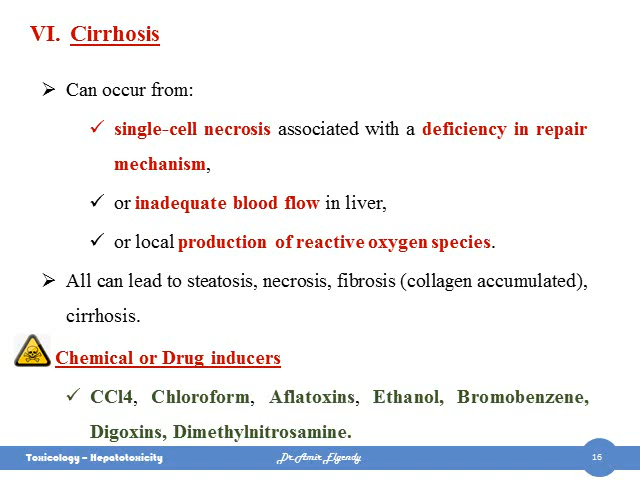 VI. Cirrhosis
➢ Can occur from:
✓ single-cell necrosis associated with a deficiency in repair
mechanism,
✓ or inadequate blood flow in liver,
✓ or local production of reactive oxygen species.
➢ All can lead to steatosis, necrosis, fibrosis (collagen accumulated),
cirrhosis.
Chemical or Drug inducers
✓ CCl4, Chloroform, Aflatoxins, Ethanol, Bromobenzene,
Digoxins, Dimethylnitrosamine.
Toxicology – Hepatotoxicity Dr. Amir Elgendy 16